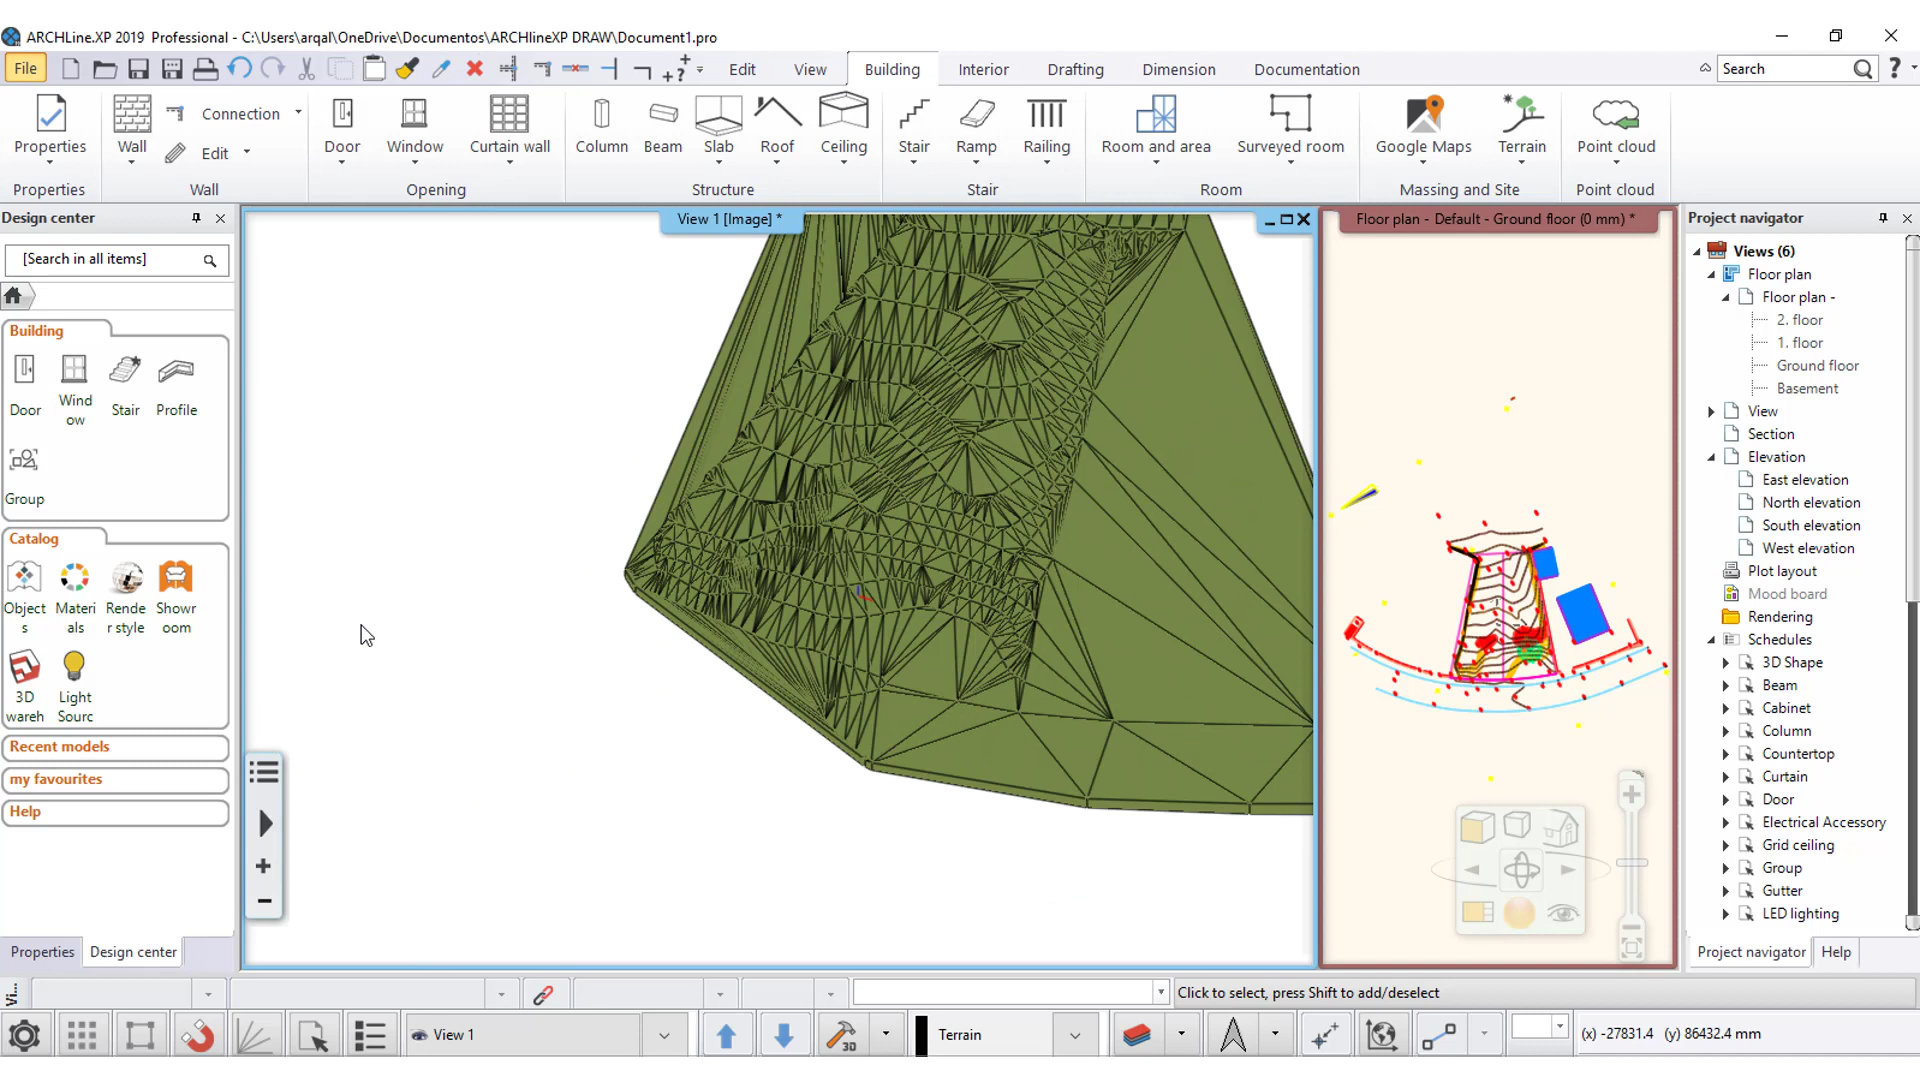 ARCHLine.XP 2019 Professional - C:\Users\arqal\OneDrive\Documentos\ARCHlineXP DRAW\Document1.pro
File
Edit
View
Building
Interior
Drafting
Dimension
Documentation
Search
?
Properties
Wall
Connection
Edit
Door
Window
Curtain wall
Column
Beam
Slab
Roof
Ceiling
Stair
Ramp
Railing
Room and area
Surveyed room
Google Maps
Terrain
Point cloud
Properties
Wall
Opening
Structure
Stair
Room
Massing and Site
Point cloud
Design center
[Search in all items]
Building
Door
Wind
ow
Stair
Profile
Group
Catalog
Object
s
Materi
als
Rende
r style
Showr
oom
3D
wareh
Light
Sourc
Recent models
my favourites
Help
Properties
Design center
View 1 [Image] *
Floor plan - Default - Ground floor (0 mm) *
Project navigator
Views (6)
Floor plan
Floor plan -
2. floor
1. floor
Ground floor
Basement
View
Section
Elevation
East elevation
North elevation
South elevation
West elevation
Plot layout
Mood board
Rendering
Schedules
3D Shape
Beam
Cabinet
Column
Countertop
Curtain
Door
Electrical Accessory
Grid ceiling
Group
Gutter
LED lighting
Project navigator
Help
Vi...
Click to select, press Shift to add/deselect
View 1
3D
Terrain
(x) -27831.4 (y) 86432.4 mm